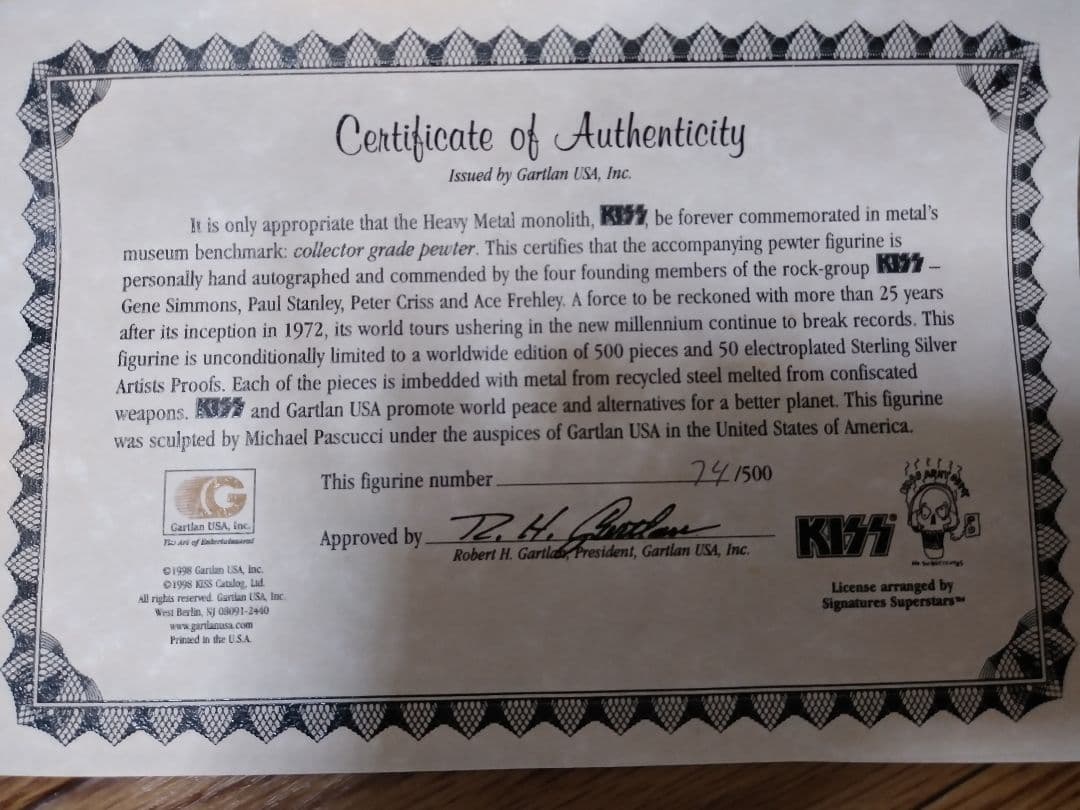 Certificate of Authenticity
Issued by Gartlan USA, Inc.
It is only appropriate that the Heavy Metal monolith, KISS, be forever commemorated in metal's
museum benchmark: collector grade pewter. This certifies that the accompanying pewter figurine is
personally hand autographed and commended by the four founding members of the rock-group KISS –
Gene Simmons, Paul Stanley, Peter Criss and Ace Frehley. A force to be reckoned with more than 25 years
after its inception in 1972, its world tours ushering in the new millennium continue to break records. This
figurine is unconditionally limited to a worldwide edition of 500 pieces and 50 electroplated Sterling Silver
Artists Proofs. Each of the pieces is imbedded with metal from recycled steel melted from confiscated
weapons. KISS and Gartlan USA promote world peace and alternatives for a better planet. This figurine
was sculpted by Michael Pascucci under the auspices of Gartlan USA in the United States of America.
This figurine number 74/500
Approved by R. H. Gartlan
Robert H. Gartlan, President, Gartlan USA, Inc.
G
Gartlan USA, Inc.
The Art of Entertainment
©1998 Gartlan USA, Inc.
©1998 KISS Catalog, Ltd.
All rights reserved. Gartlan USA, Inc.
West Berlin, NJ 08091-2440
www.gartlanusa.com
Printed in the U.S.A.
KISS®
License arranged by
Signatures Superstars™